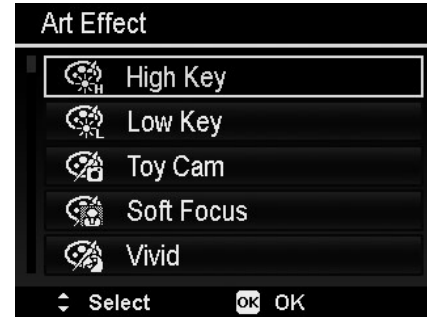 Art Effect
High Key
Low Key
Toy Cam
Soft Focus
Vivid
Select OK OK